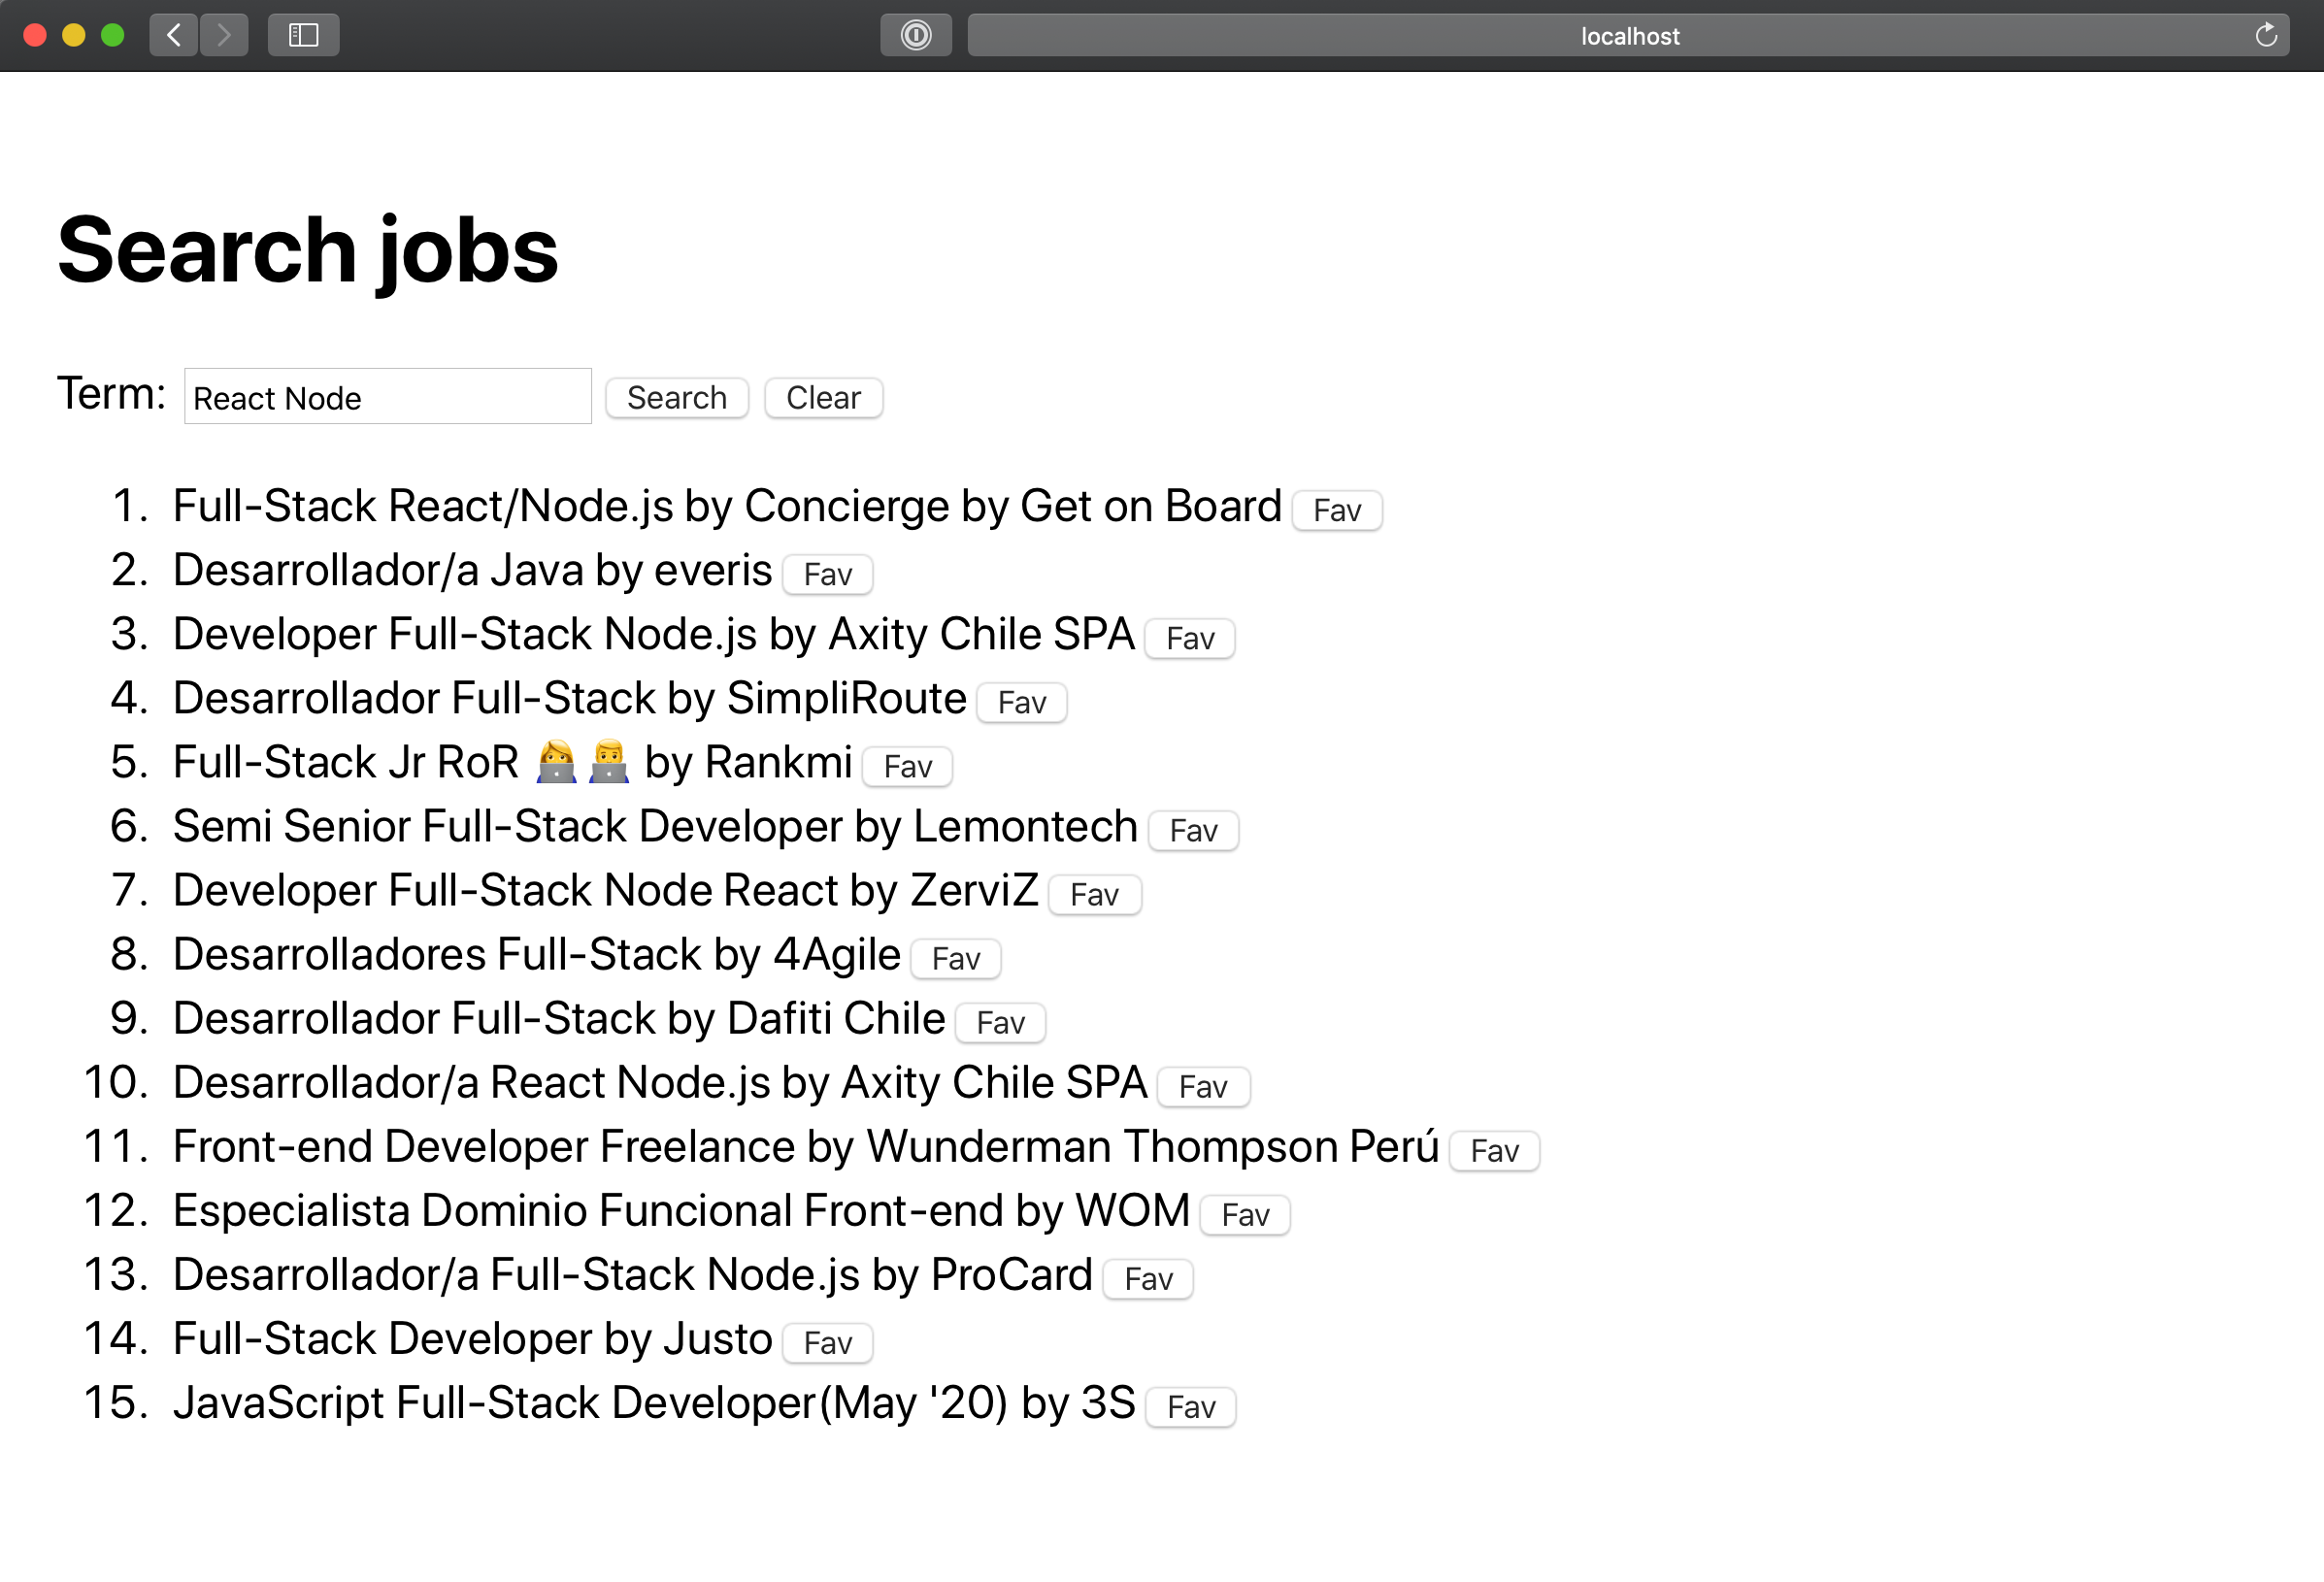 localhost
Search jobs
Term: React Node Search Clear
1. Full-Stack React/Node.js by Concierge by Get on Board Fav
2. Desarrollador/a Java by everis Fav
3. Developer Full-Stack Node.js by Axity Chile SPA Fav
4. Desarrollador Full-Stack by SimpliRoute Fav
5. Full-Stack Jr RoR 👩‍💻 👨‍💻 by Rankmi Fav
6. Semi Senior Full-Stack Developer by Lemontech Fav
7. Developer Full-Stack Node React by ZerviZ Fav
8. Desarrolladores Full-Stack by 4Agile Fav
9. Desarrollador Full-Stack by Dafiti Chile Fav
10. Desarrollador/a React Node.js by Axity Chile SPA Fav
11. Front-end Developer Freelance by Wunderman Thompson Perú Fav
12. Especialista Dominio Funcional Front-end by WOM Fav
13. Desarrollador/a Full-Stack Node.js by ProCard Fav
14. Full-Stack Developer by Justo Fav
15. JavaScript Full-Stack Developer(May '20) by 3S Fav